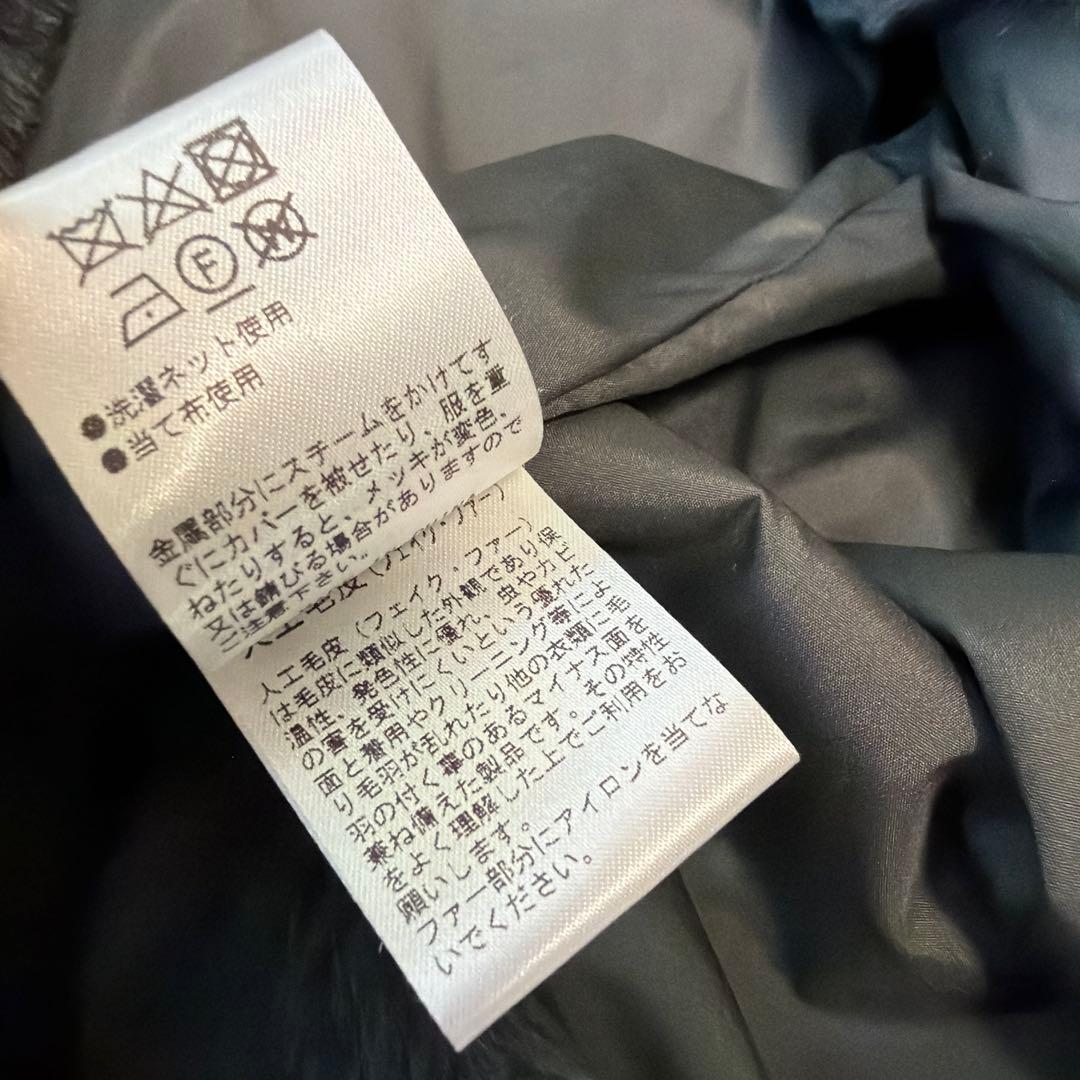 F
W
●洗濯ネット使用
●当て布使用
金属部分にスチームをかけてす
ぐにカバーを被せたり、服を重
ねたりすると、メッキが変色、
又は錆びる場合がありますので
ご注意下さい。
人工毛皮(フェイク・ファー)
人工毛皮(フェイク・ファー)
は毛皮に類似した外観であり保
温性、発色性に優れ、虫やカビ
の害を受けにくいという優れた
面と着用やクリーニング等によ
り毛羽が乱れたり他の衣類に毛
羽の付く事のあるマイナス面を
兼ね備えた製品です。その特性
をよく理解した上でご利用をお
願いします。
ファー部分にアイロンを当てな
いでください。